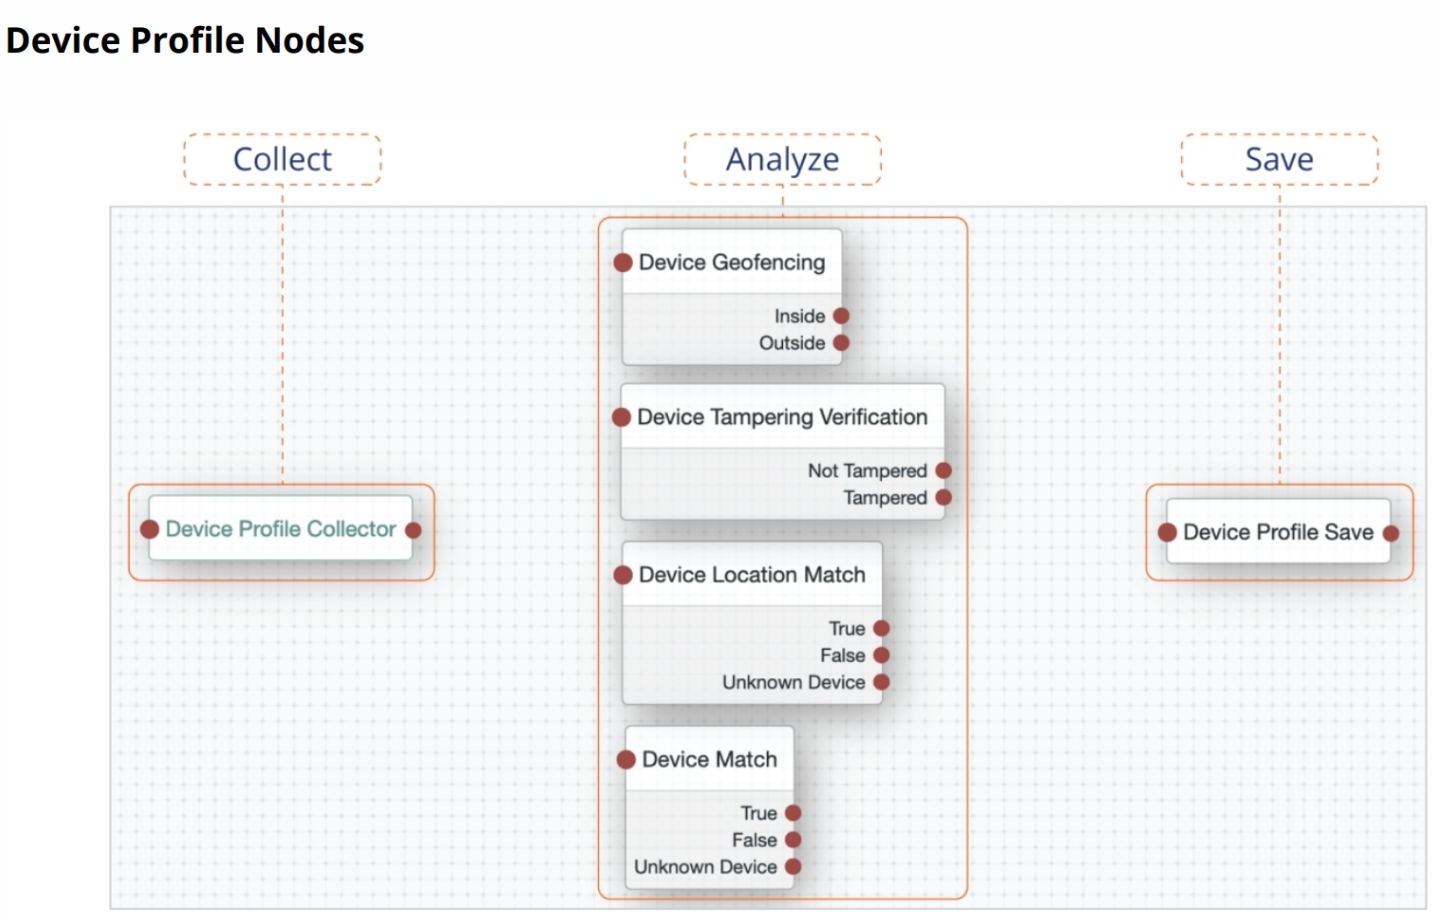 Device Profile Nodes
Collect
Analyze
Save
Device Profile Collector
Device Geofencing
Inside
Outside
Device Tampering Verification
Not Tampered
Tampered
Device Location Match
True
False
Unknown Device
Device Match
True
False
Unknown Device
Device Profile Save